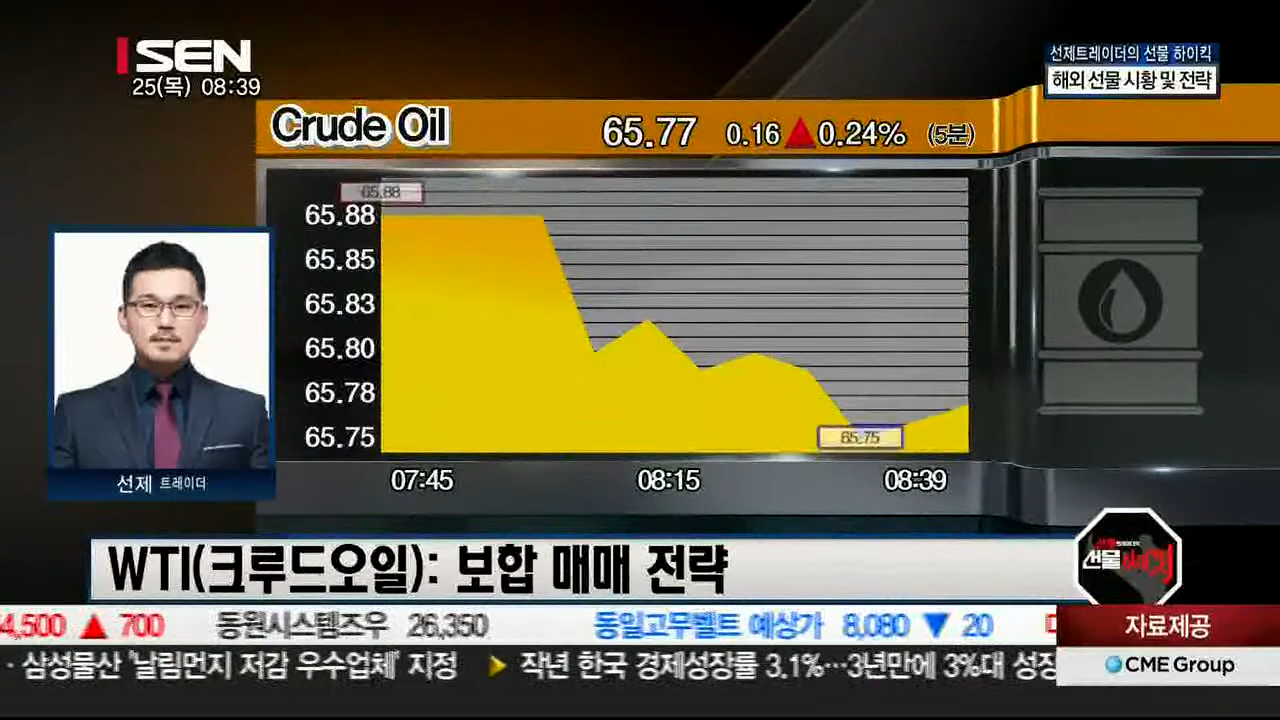 SEN
25(목) 08:39
선제트레이더의 선물 하이킥
해외 선물 시황 및 전략
Crude Oil 65.77 0.16 ▲ 0.24% (5분)
65.88
65.88
65.85
65.83
65.80
65.78
65.75
65.75
07:45 08:15 08:39
선제 트레이더
WTI(크루드오일): 보합 매매 전략
선물
4,500 ▲ 700 동원시스템즈우 26,350 동일고무벨트 예상가 8,080 ▼ 20
자료제공
· 삼성물산 '날림먼지 저감 우수업체' 지정 ▶ 작년 한국 경제성장률 3.1%…3년만에 3%대 성장
CME Group